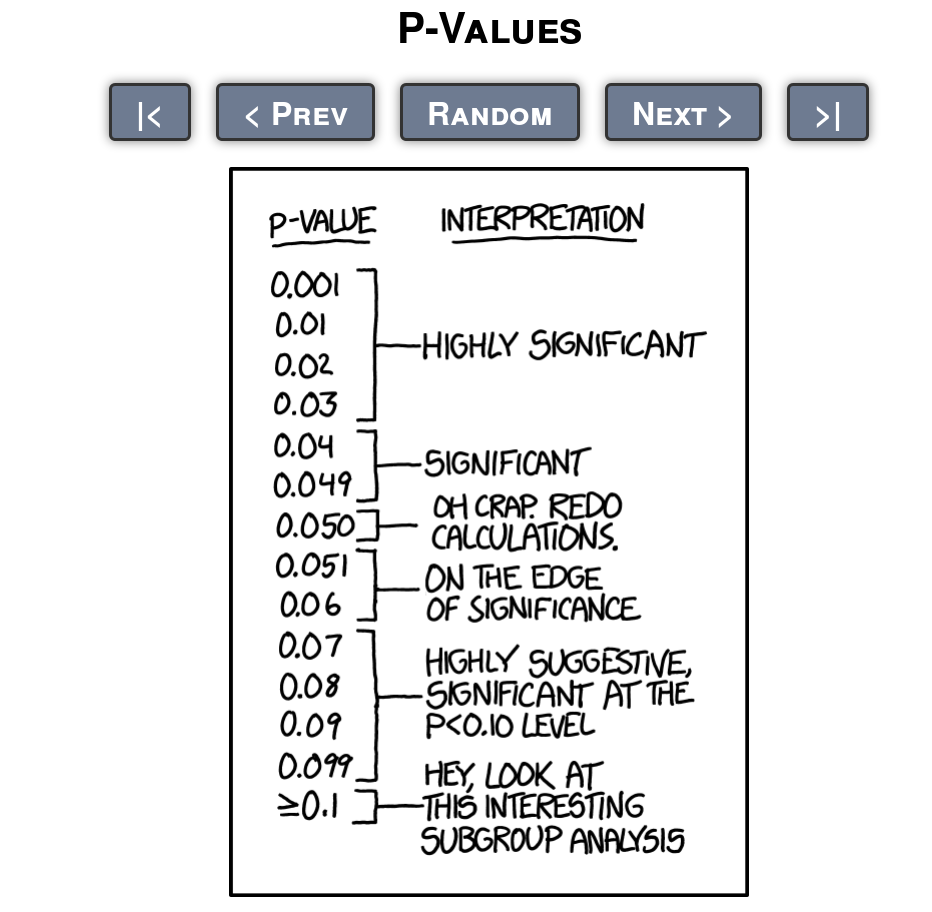 P-VALUES
|< < PREV RANDOM NEXT > >|
P-VALUE INTERPRETATION
0.001
0.01
0.02
0.03
HIGHLY SIGNIFICANT
0.04
0.049
SIGNIFICANT
0.050
OH CRAP. REDO
CALCULATIONS.
0.051
0.06
ON THE EDGE
OF SIGNIFICANCE
0.07
0.08
0.09
0.099
HIGHLY SUGGESTIVE,
SIGNIFICANT AT THE
P<0.10 LEVEL
≥0.1
HEY, LOOK AT
THIS INTERESTING
SUBGROUP ANALYSIS